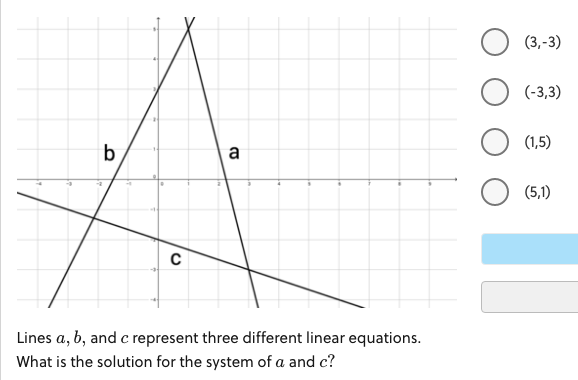 (3,-3)
(-3,3)
(1,5)
(5,1)
b
a
c
Lines a, b, and c represent three different linear equations.
What is the solution for the system of a and c?